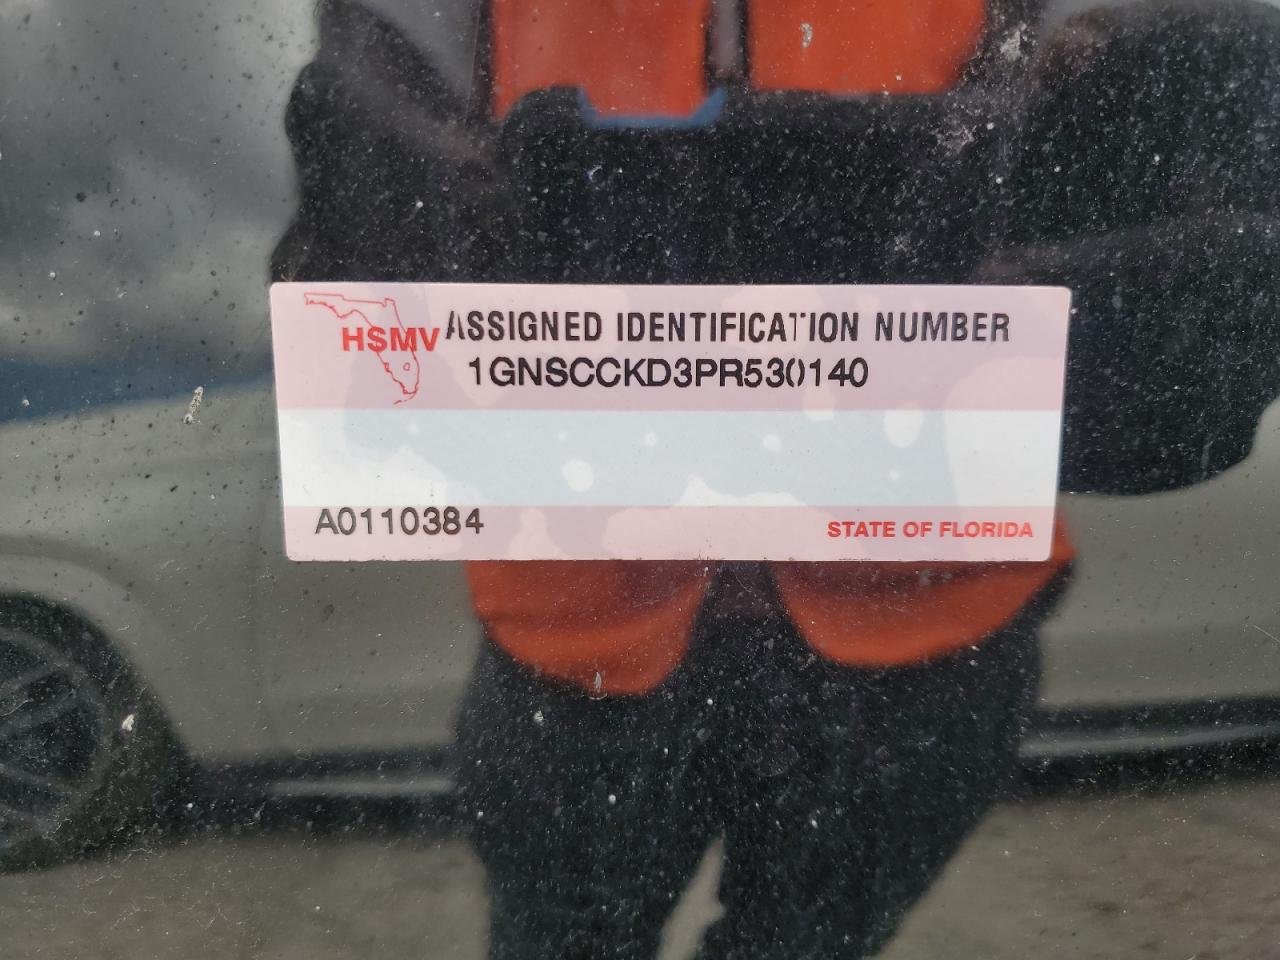 HSMV
ASSIGNED IDENTIFICATION NUMBER
1GNSCCKD3PR530140
A0110384
STATE OF FLORIDA